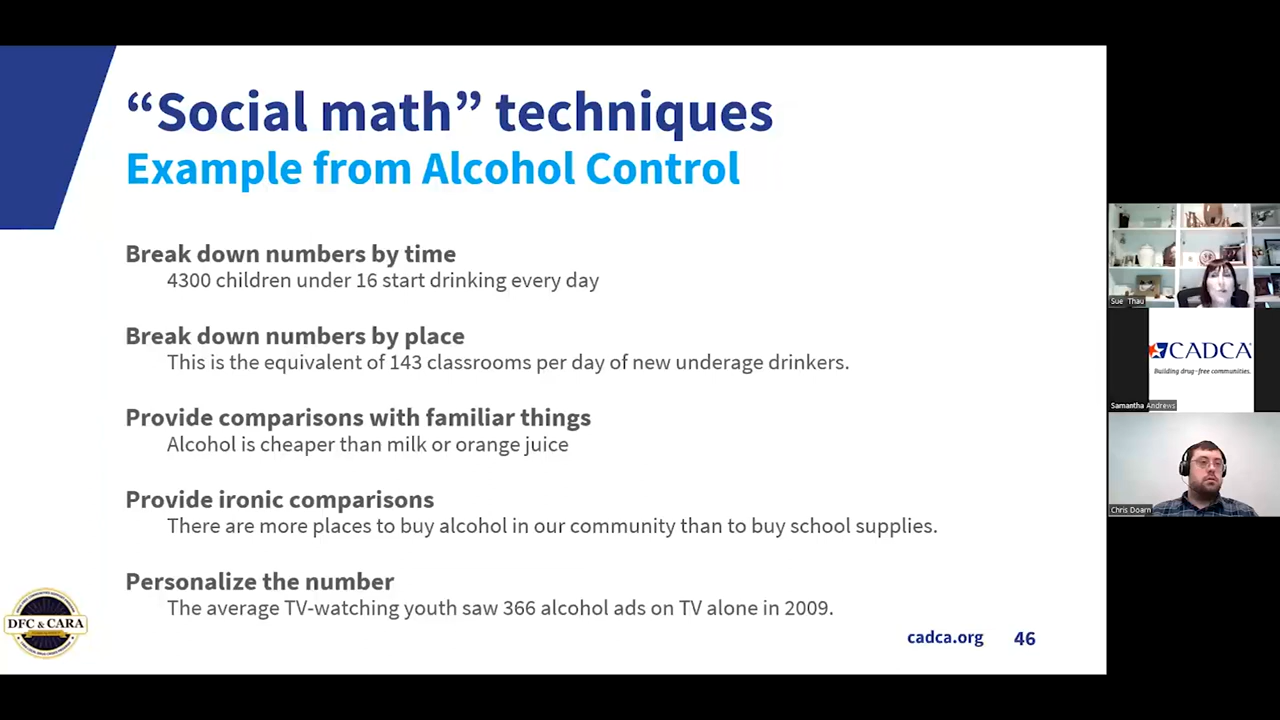 “Social math” techniques
Example from Alcohol Control
Break down numbers by time
4300 children under 16 start drinking every day
Break down numbers by place
This is the equivalent of 143 classrooms per day of new underage drinkers.
Provide comparisons with familiar things
Alcohol is cheaper than milk or orange juice
Provide ironic comparisons
There are more places to buy alcohol in our community than to buy school supplies.
Personalize the number
The average TV-watching youth saw 366 alcohol ads on TV alone in 2009.
DFC & CARA
cadca.org 46
Sue Thau
CADCA
Building drug-free communities.
Samantha Andrews
Chris Doarn